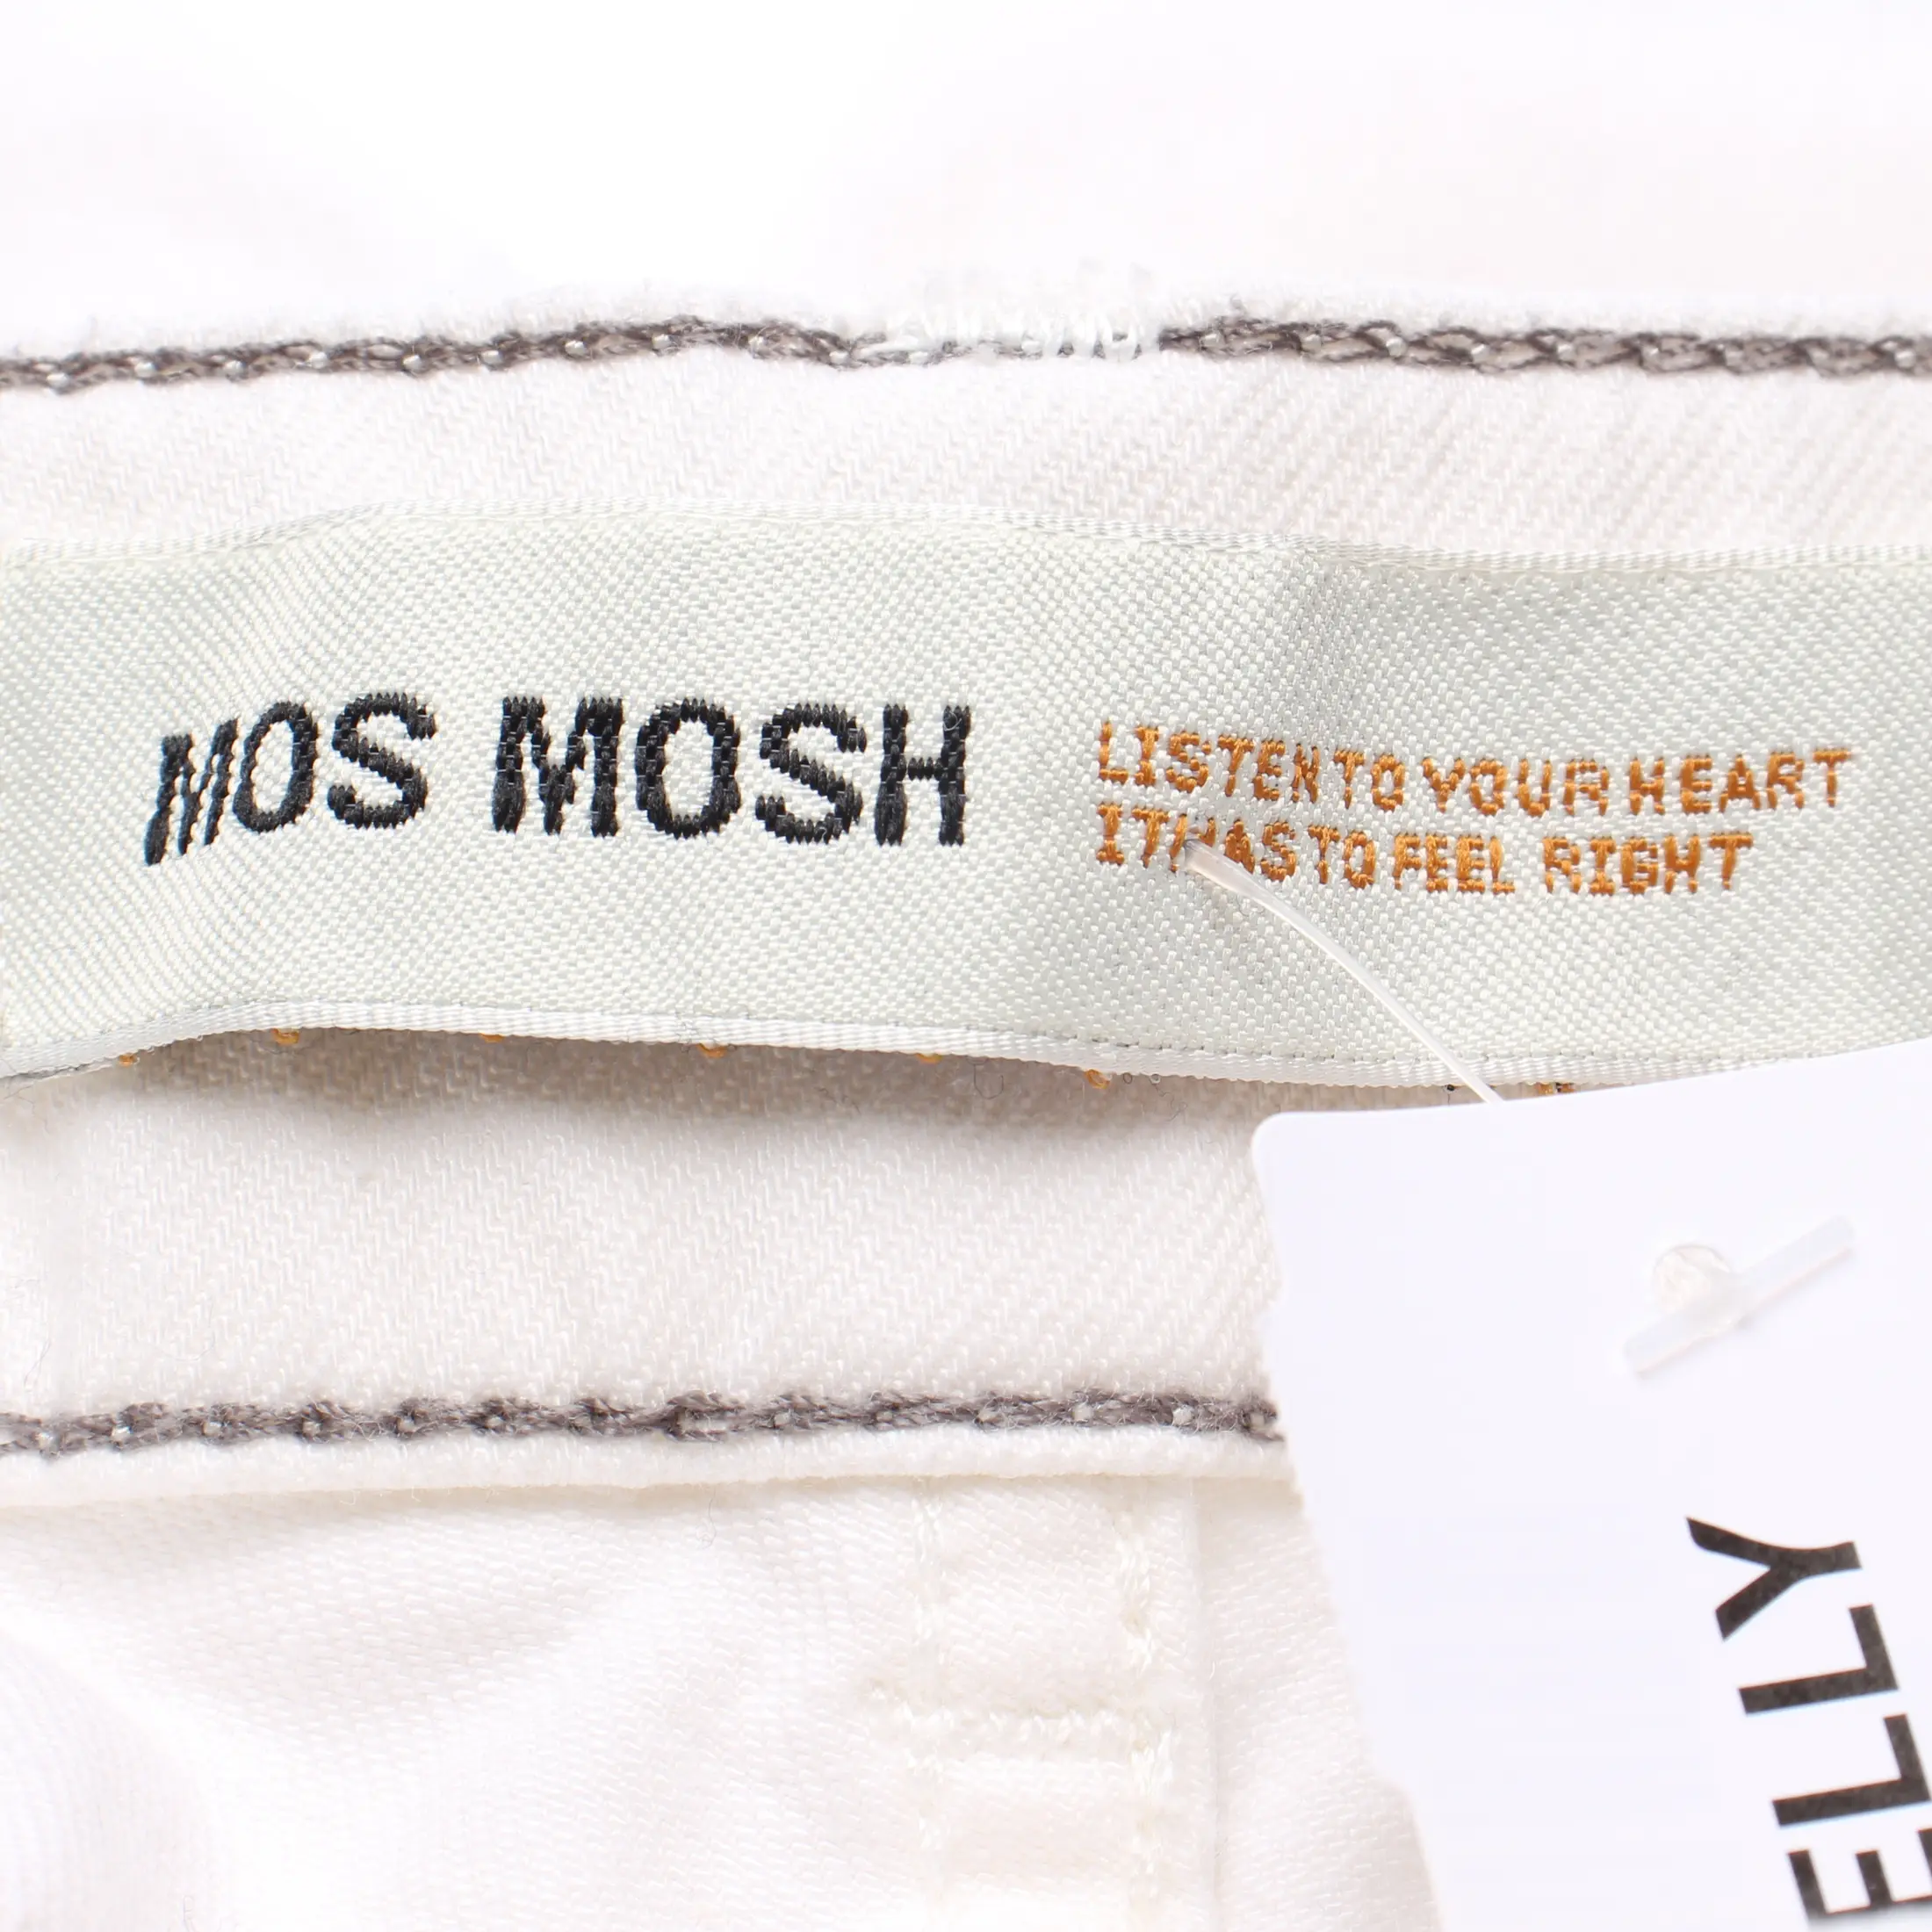 MOS MOSH
LISTEN TO YOUR HEART
IT HAS TO FEEL RIGHT
ELLY